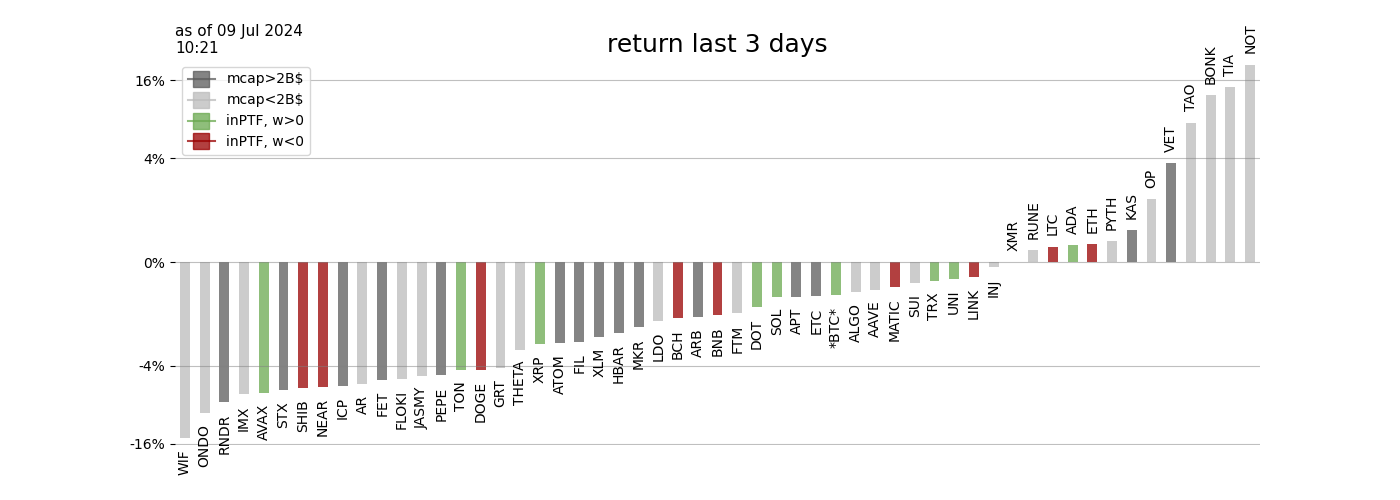 as of 09 Jul 2024
10:21
return last 3 days
mcap>2B$
mcap<2B$
inPTF, w>0
inPTF, w<0
16%
4%
0%
-4%
-16%
WIF
ONDO
RNDR
IMX
AVAX
STX
SHIB
NEAR
ICP
AR
FET
FLOKI
JASMY
PEPE
TON
DOGE
GRT
THETA
XRP
ATOM
FIL
XLM
HBAR
MKR
LDO
BCH
ARB
BNB
FTM
DOT
SOL
APT
ETC
*BTC*
ALGO
AAVE
MATIC
SUI
TRX
UNI
LINK
INJ
XMR
RUNE
LTC
ADA
ETH
PYTH
KAS
OP
VET
TAO
BONK
TIA
NOT